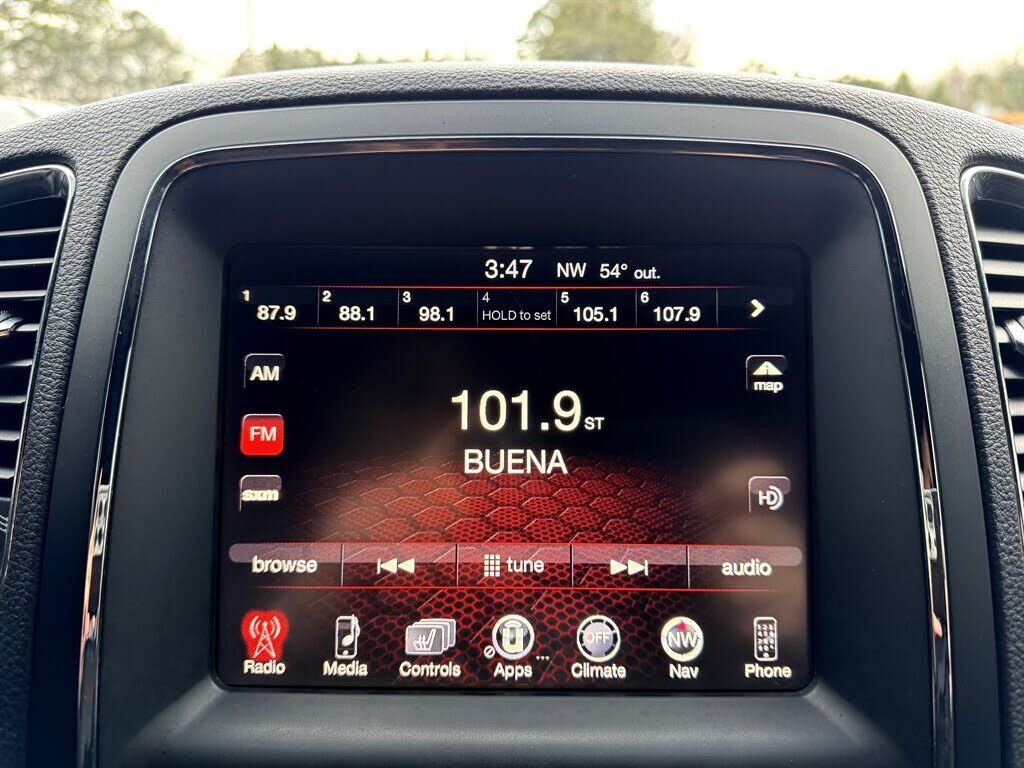 3:47 NW 54° out.
1 87.9 2 88.1 3 98.1 4 HOLD to set 5 105.1 6 107.9
AM
map
101.9 ST
FM
BUENA
sxm
HD
browse tune audio
OFF NW
Radio Media Controls Apps Climate Nav Phone